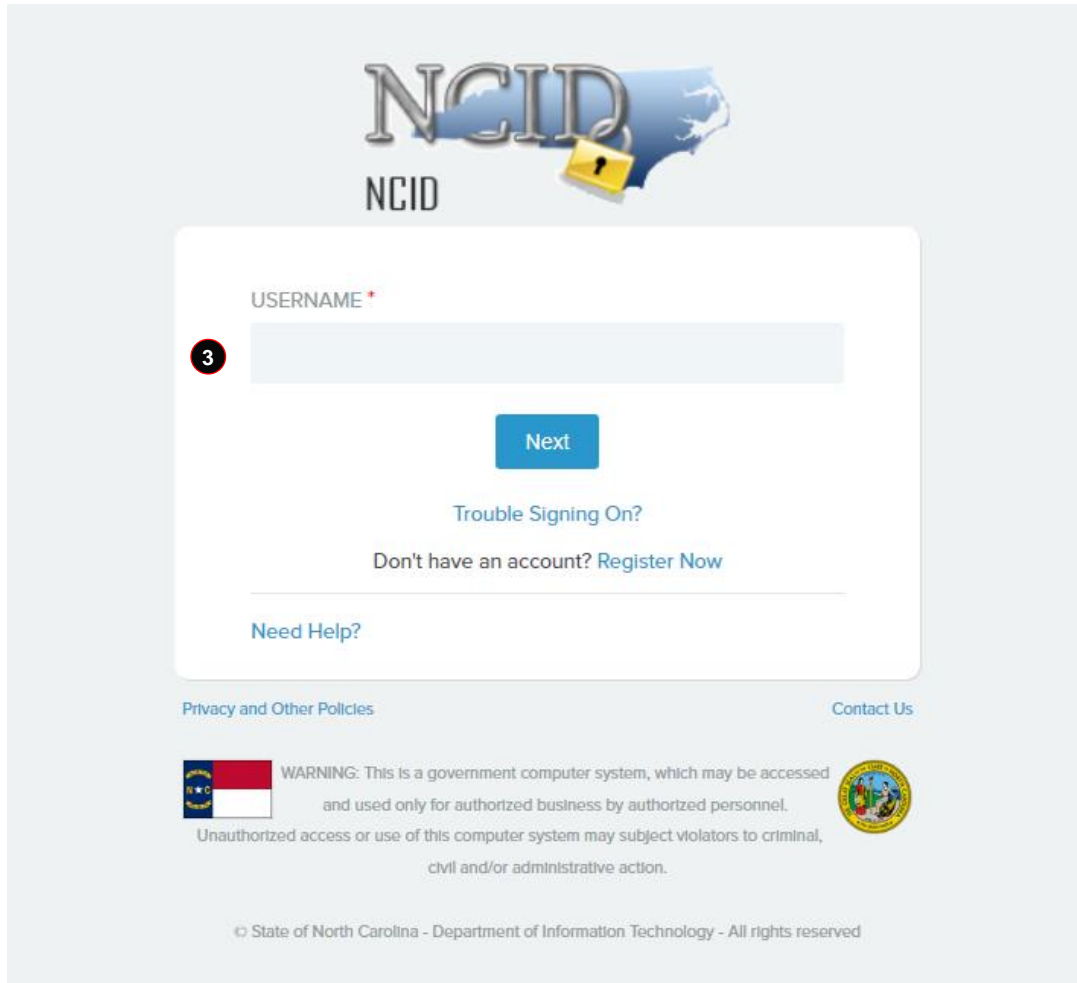 NCID
NCID
USERNAME *
3
Next
Trouble Signing On?
Don't have an account? Register Now
Need Help?
Privacy and Other Policies
Contact Us
WARNING: This is a government computer system, which may be accessed
and used only for authorized business by authorized personnel.
Unauthorized access or use of this computer system may subject violators to criminal,
civil and/or administrative action.
N★C
© State of North Carolina - Department of Information Technology - All rights reserved